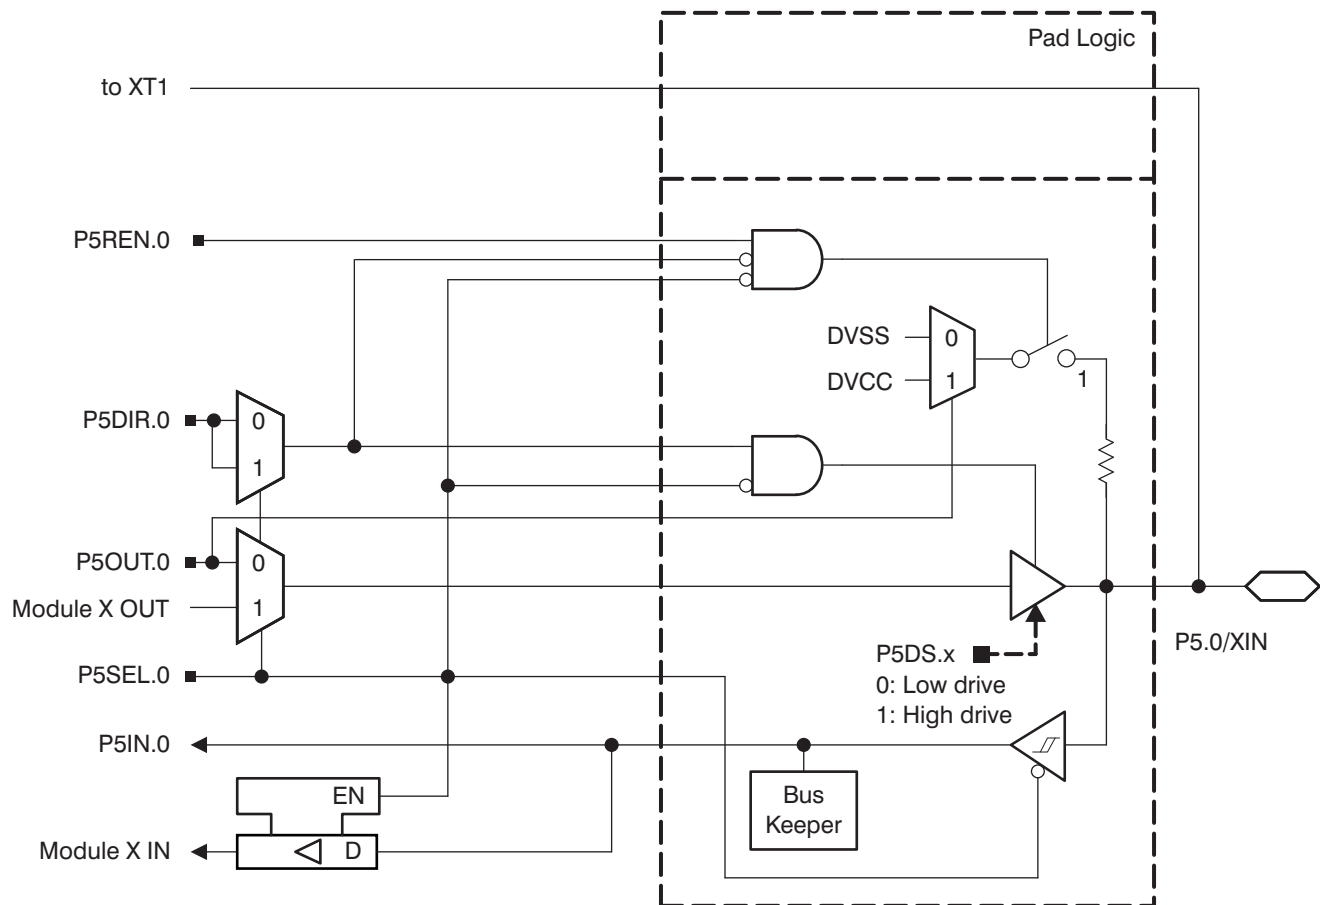 Pad Logic
to XT1
P5REN.0
DVSS
0
DVCC
1
1
P5DIR.0
0
1
P5OUT.0
0
Module X OUT
1
P5SEL.0
P5DS.x
0: Low drive
1: High drive
P5.0/XIN
P5IN.0
EN
Bus
Keeper
Module X IN
D